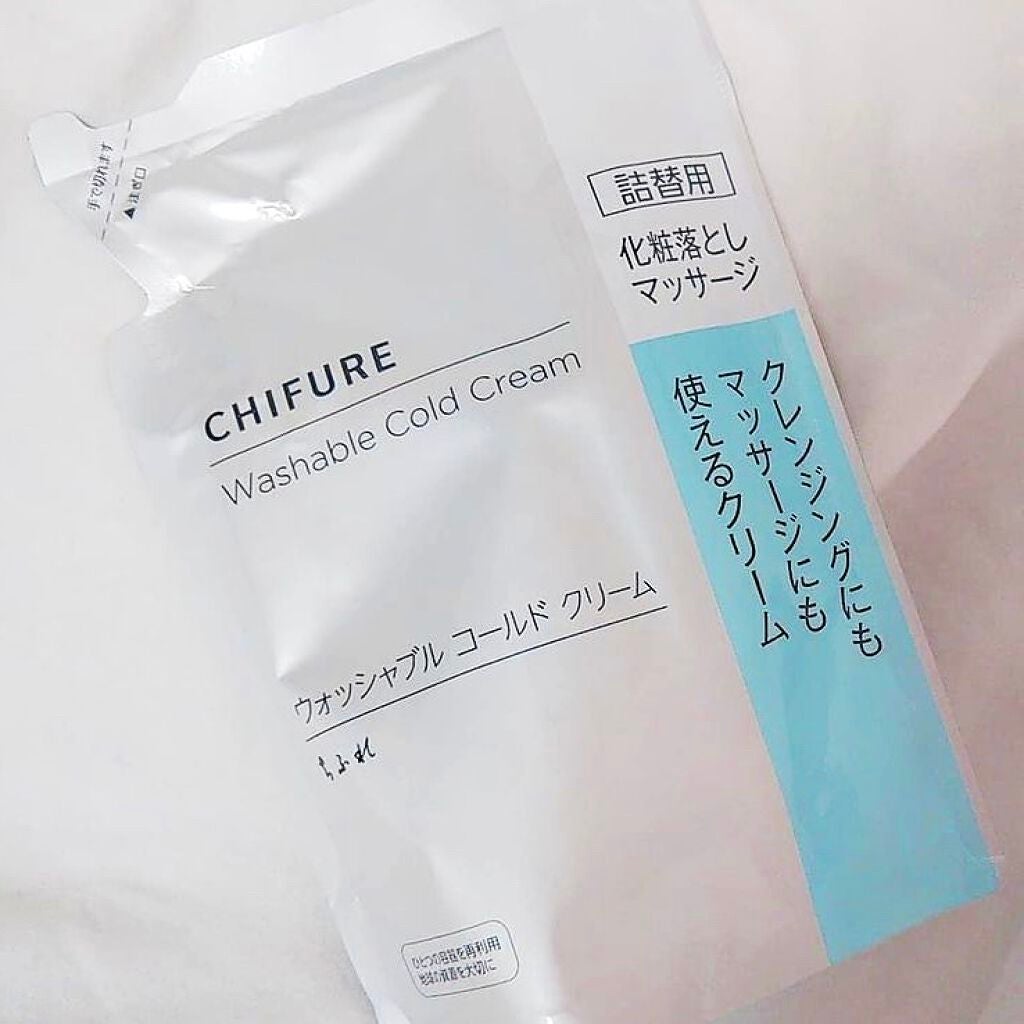 手で切れます
▲注ぎ口
詰替用
化粧落とし
マッサージ
CHIFURE
Washable Cold Cream
クレンジングにも
マッサージにも
使えるクリーム
ウォッシャブル コールド クリーム
ちふれ
ひとつの容器を再利用
地球の資源を大切に